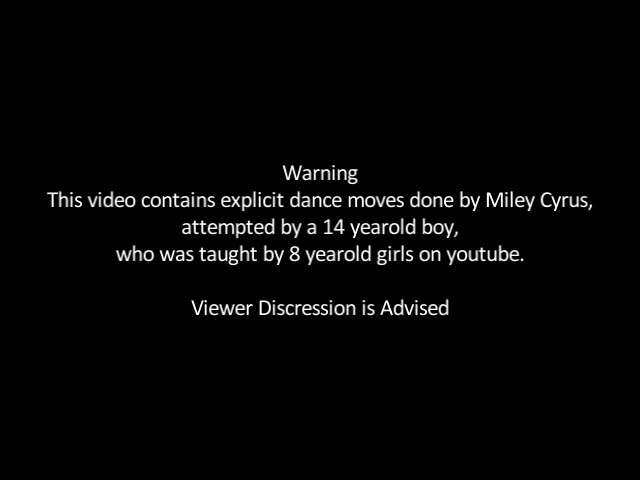 Warning
This video contains explicit dance moves done by Miley Cyrus,
attempted by a 14 yearold boy,
who was taught by 8 yearold girls on youtube.
Viewer Discression is Advised